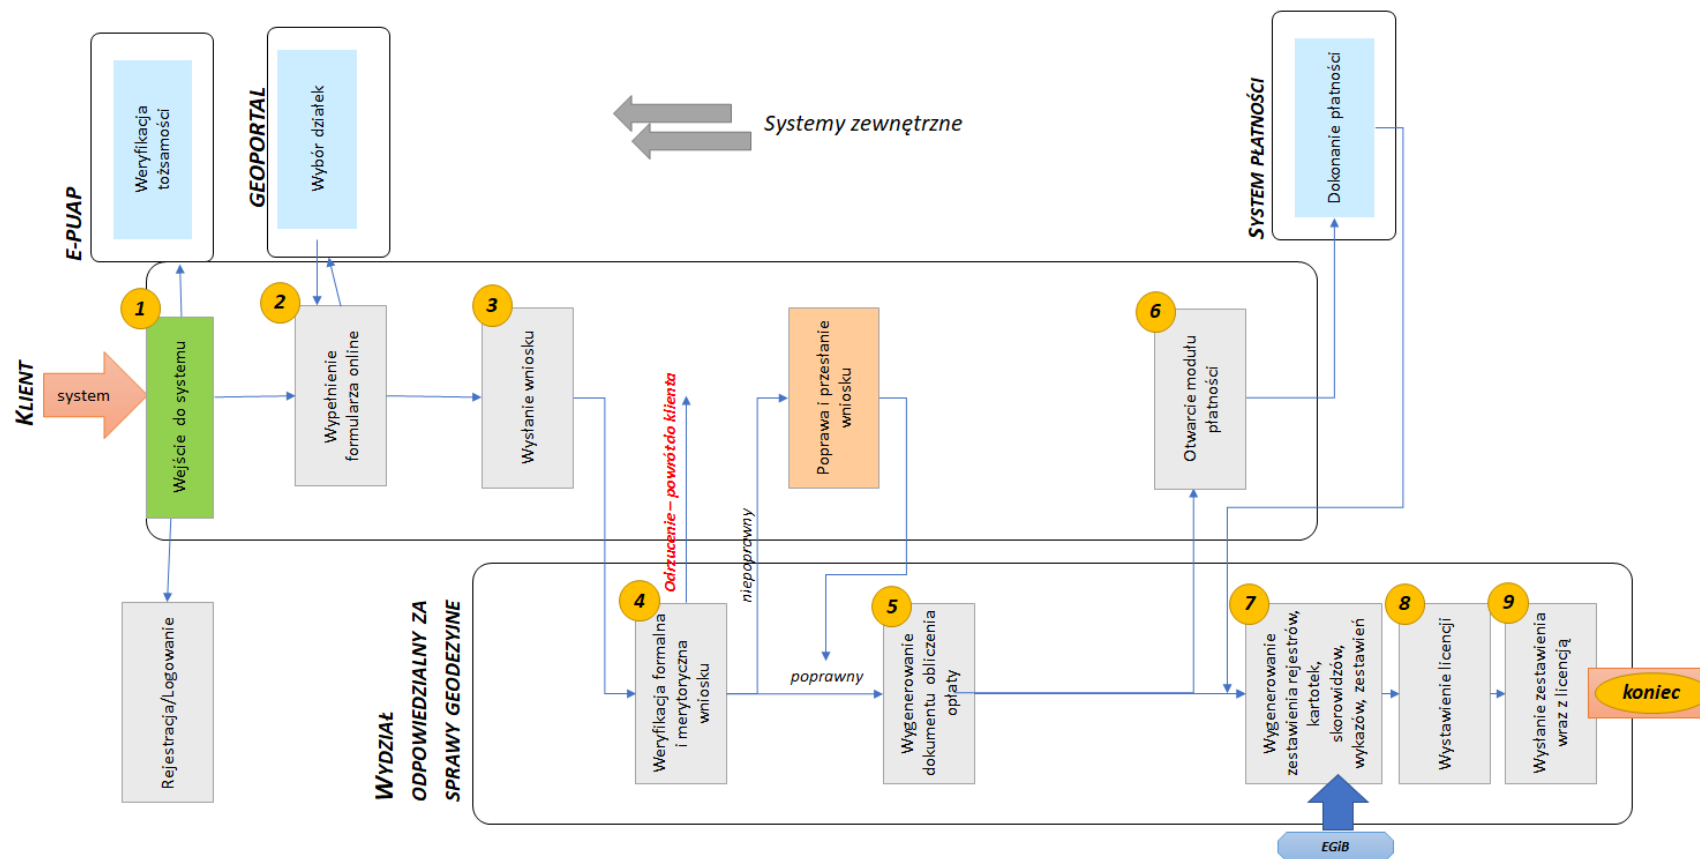 E-PUAP
Weryfikacja
tożsamości
GEOPORTAL
Wybór działek
Systemy zewnętrzne
SYSTEM PŁATNOŚCI
Dokonanie płatności
KLIENT
system
1
Wejście do systemu
2
Wypełnienie
formularza online
3
Wysłanie wniosku
Odrzucenie – powrót do klienta
niepoprawny
Poprawa i przesłanie
wniosku
6
Otwarcie modułu
płatności
Rejestracja/Logowanie
WYDZIAŁ
ODPOWIEDZIALNY ZA
SPRAWY GEODEZYJNE
4
Weryfikacja formalna
i merytoryczna
wniosku
poprawny
5
Wygenerowanie
dokumentu obliczenia
opłaty
7
Wygenerowanie
zestawienia rejestrów,
kartotek,
skorowidzów,
wykazów, zestawień
8
Wystawienie licencji
9
Wysłanie zestawienia
wraz z licencją
koniec
EGiB